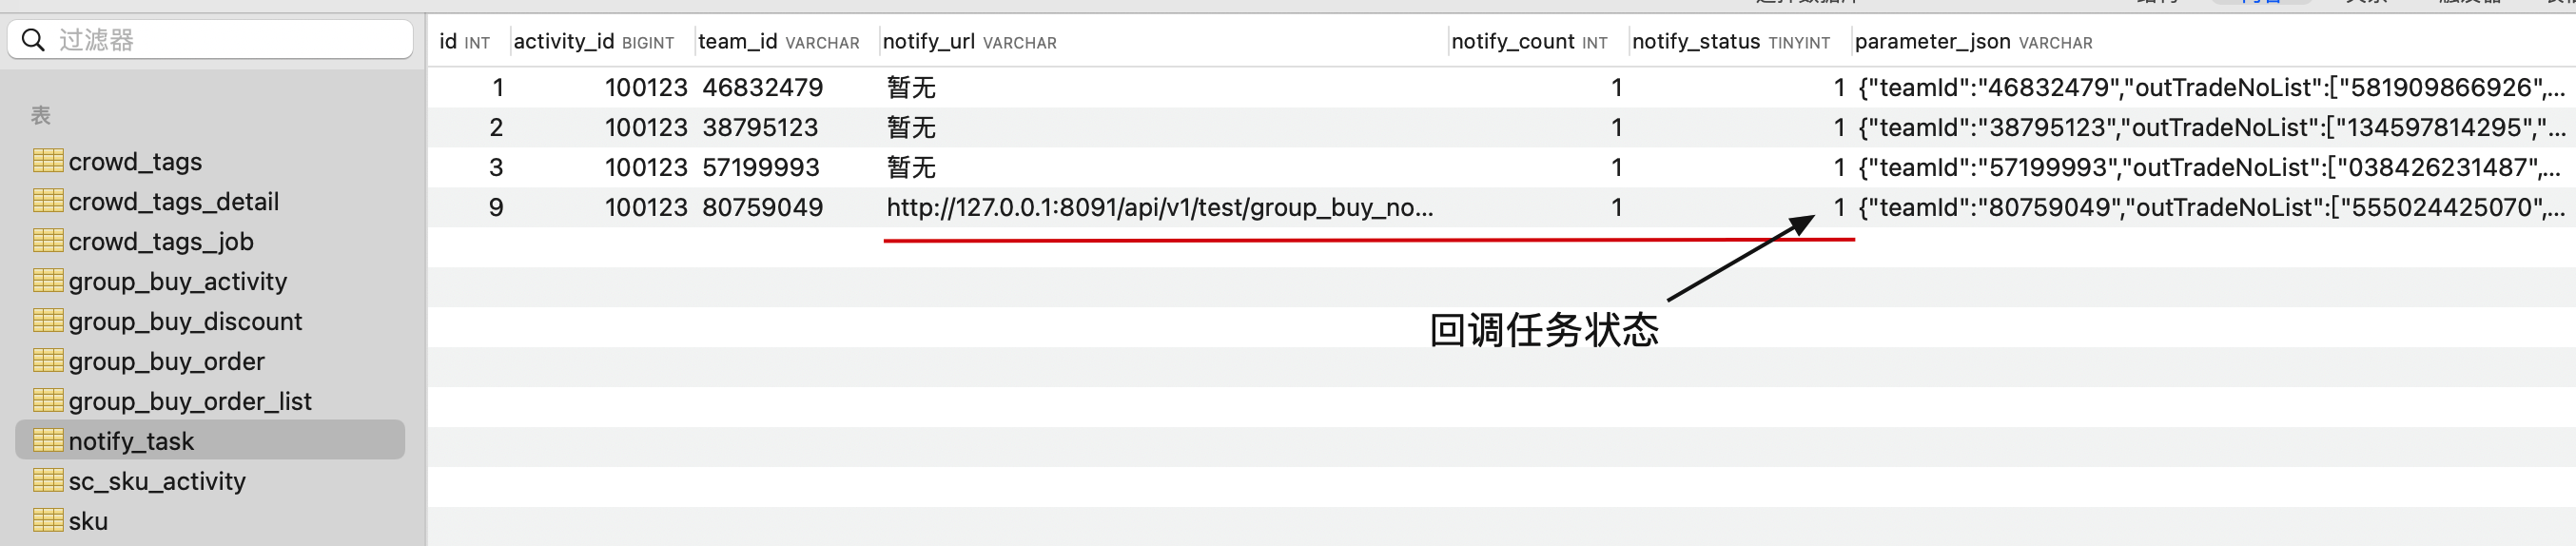 过滤器
表
crowd_tags
crowd_tags_detail
crowd_tags_job
group_buy_activity
group_buy_discount
group_buy_order
group_buy_order_list
notify_task
sc_sku_activity
sku
id INT activity_id BIGINT team_id VARCHAR notify_url VARCHAR notify_count INT notify_status TINYINT parameter_json VARCHAR
1 100123 46832479 暂无 1 1 {"teamId":"46832479","outTradeNoList":["581909866926",...
2 100123 38795123 暂无 1 1 {"teamId":"38795123","outTradeNoList":["134597814295","...
3 100123 57199993 暂无 1 1 {"teamId":"57199993","outTradeNoList":["038426231487",...
9 100123 80759049 http://127.0.0.1:8091/api/v1/test/group_buy_no... 1 1 {"teamId":"80759049","outTradeNoList":["555024425070",...
回调任务状态